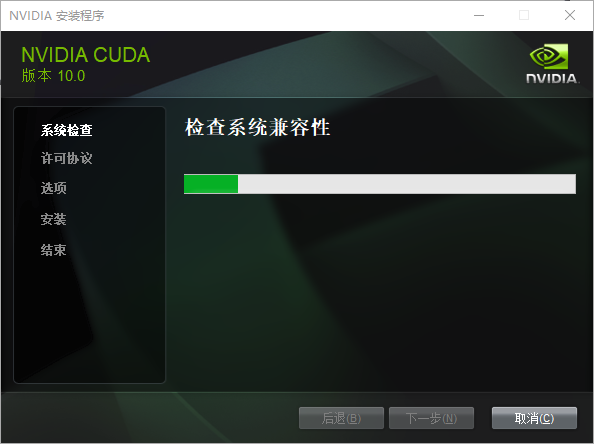 NVIDIA 安装程序
NVIDIA CUDA
版本 10.0
NVIDIA.
系统检查
许可协议
选项
安装
结束
检查系统兼容性
后退(B)
下一步(N)
取消(C)